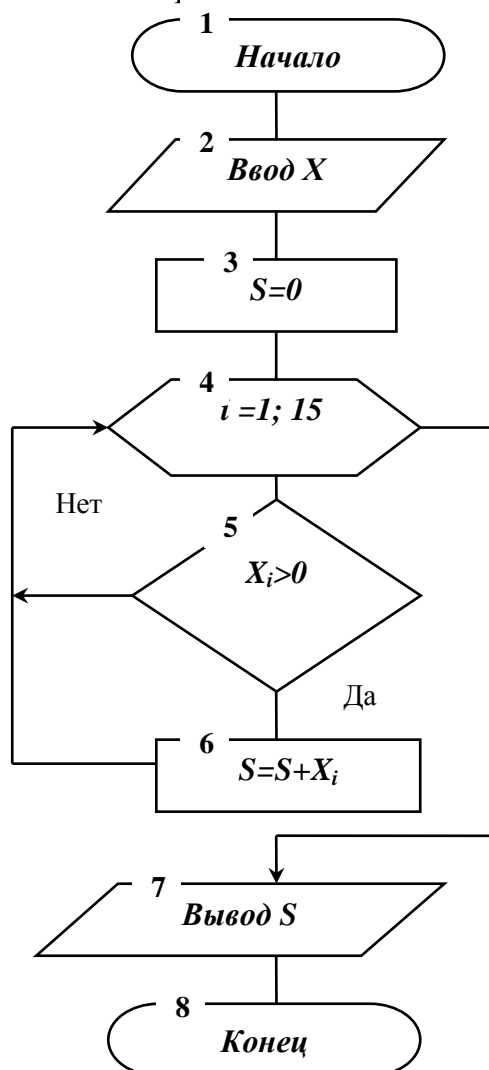 1
Начало
2
Ввод X
3
S=0
4
i =1; 15
Нет
5
Xᵢ>0
Да
6
S=S+Xᵢ
7
Вывод S
8
Конец